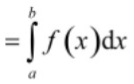 = ∫_a^b f(x)dx